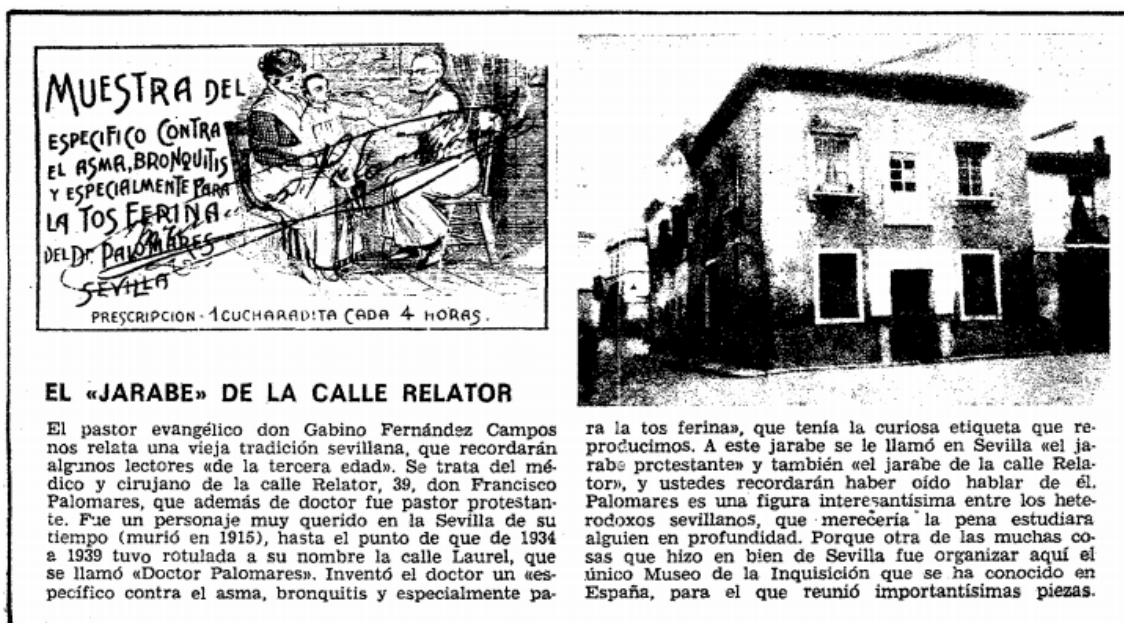 MUESTRA DEL
ESPECIFICO CONTRA
EL ASMA, BRONQUITIS
Y ESPECIALMENTE PARA
LA TOS FERINA
DEL Dr. PALOMARES
SEVILLA
PRESCRIPCION - 1 CUCHARADITA CADA 4 HORAS.
EL «JARABE» DE LA CALLE RELATOR
El pastor evangélico don Gabino Fernández Campos
nos relata una vieja tradición sevillana, que recordarán
algunos lectores «de la tercera edad». Se trata del mé-
dico y cirujano de la calle Relator, 39, don Francisco
Palomares, que además de doctor fue pastor protestan-
te. Fue un personaje muy querido en la Sevilla de su
tiempo (murió en 1915), hasta el punto de que de 1934
a 1939 tuvo rotulada a su nombre la calle Laurel, que
se llamó «Doctor Palomares». Inventó el doctor un «es-
pecífico contra el asma, bronquitis y especialmente pa-
ra la tos ferina», que tenía la curiosa etiqueta que re-
producimos. A este jarabe se le llamó en Sevilla «el ja-
rabe protestante» y también «el jarabe de la calle Rela-
tor», y ustedes recordarán haber oído hablar de él.
Palomares es una figura interesantísima entre los hete-
rodoxos sevillanos, que merecería la pena estudiara
alguien en profundidad. Porque otra de las muchas co-
sas que hizo en bien de Sevilla fue organizar aquí el
único Museo de la Inquisición que se ha conocido en
España, para el que reunió importantísimas piezas.